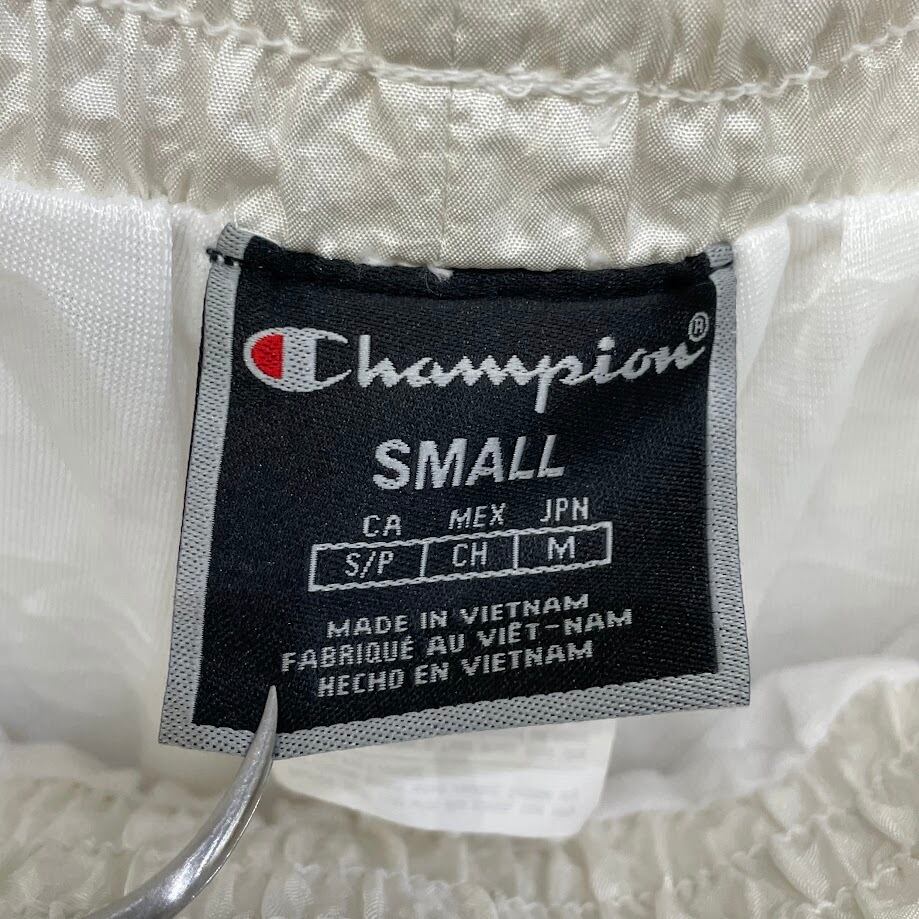 Champion®
SMALL
CA MEX JPN
S/P CH M
MADE IN VIETNAM
FABRIQUÉ AU VIÊT-NAM
HECHO EN VIETNAM